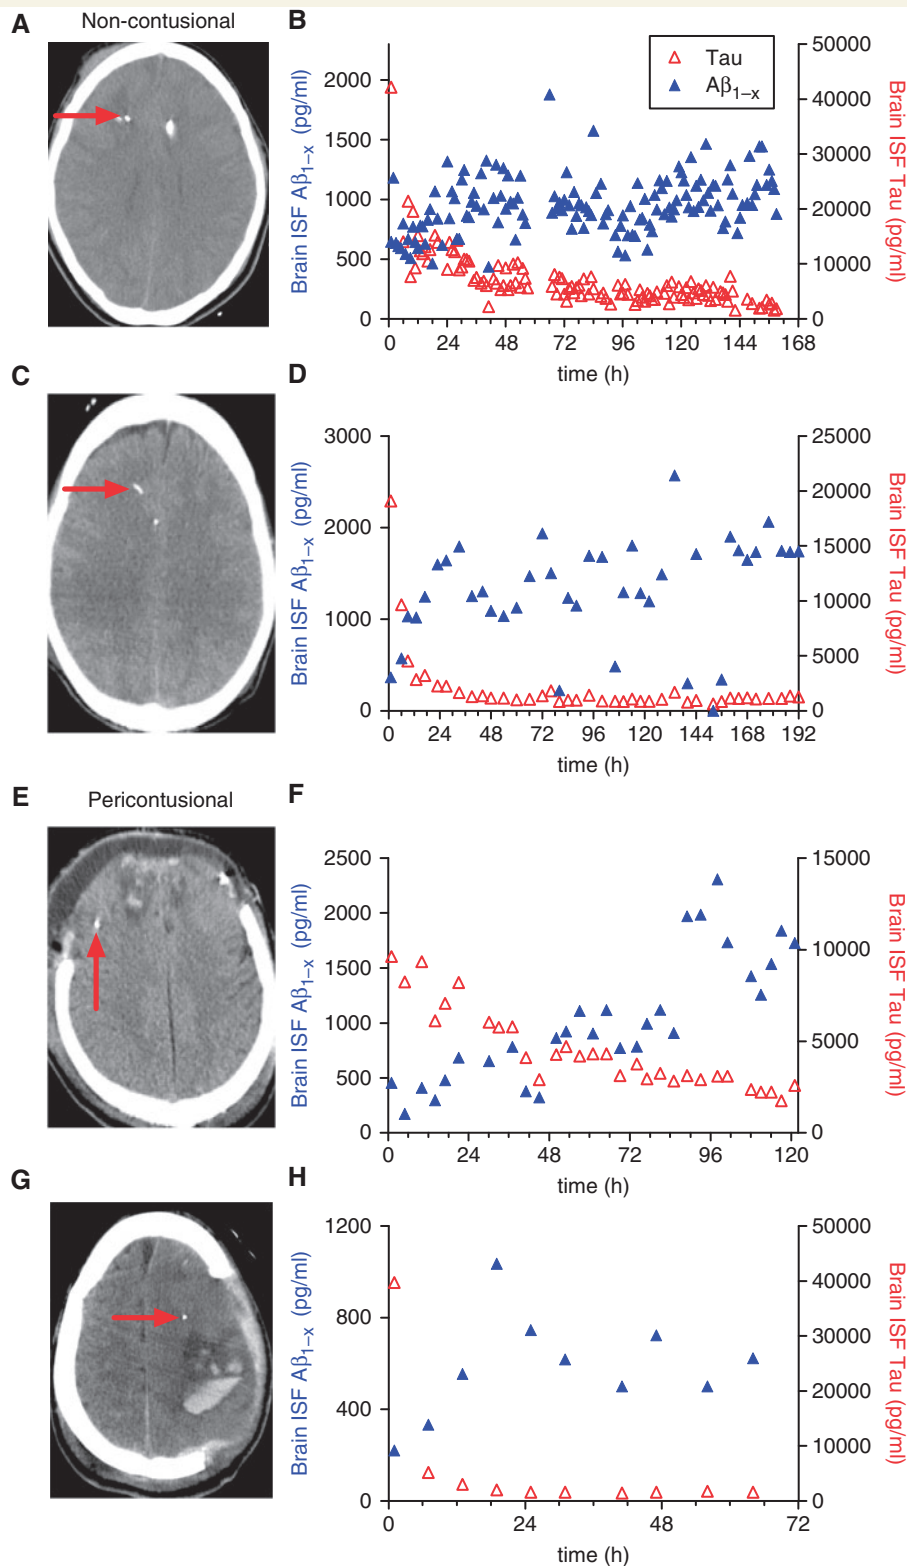 A
Non-contusional
B
Brain ISF Aβ1–x (pg/ml)
2000
1500
1000
500
0
Tau
Aβ1–x
50000
40000
30000
20000
10000
0
Brain ISF Tau (pg/ml)
0 24 48 72 96 120 144 168
time (h)
C
D
Brain ISF Aβ1–x (pg/ml)
3000
2000
1000
0
25000
20000
15000
10000
5000
0
Brain ISF Tau (pg/ml)
0 24 48 72 96 120 144 168 192
time (h)
E
Pericontusional
F
Brain ISF Aβ1–x (pg/ml)
2500
2000
1500
1000
500
0
15000
10000
5000
0
Brain ISF Tau (pg/ml)
0 24 48 72 96 120
time (h)
G
H
Brain ISF Aβ1–x (pg/ml)
1200
800
400
0
50000
40000
30000
20000
10000
0
Brain ISF Tau (pg/ml)
0 24 48 72
time (h)